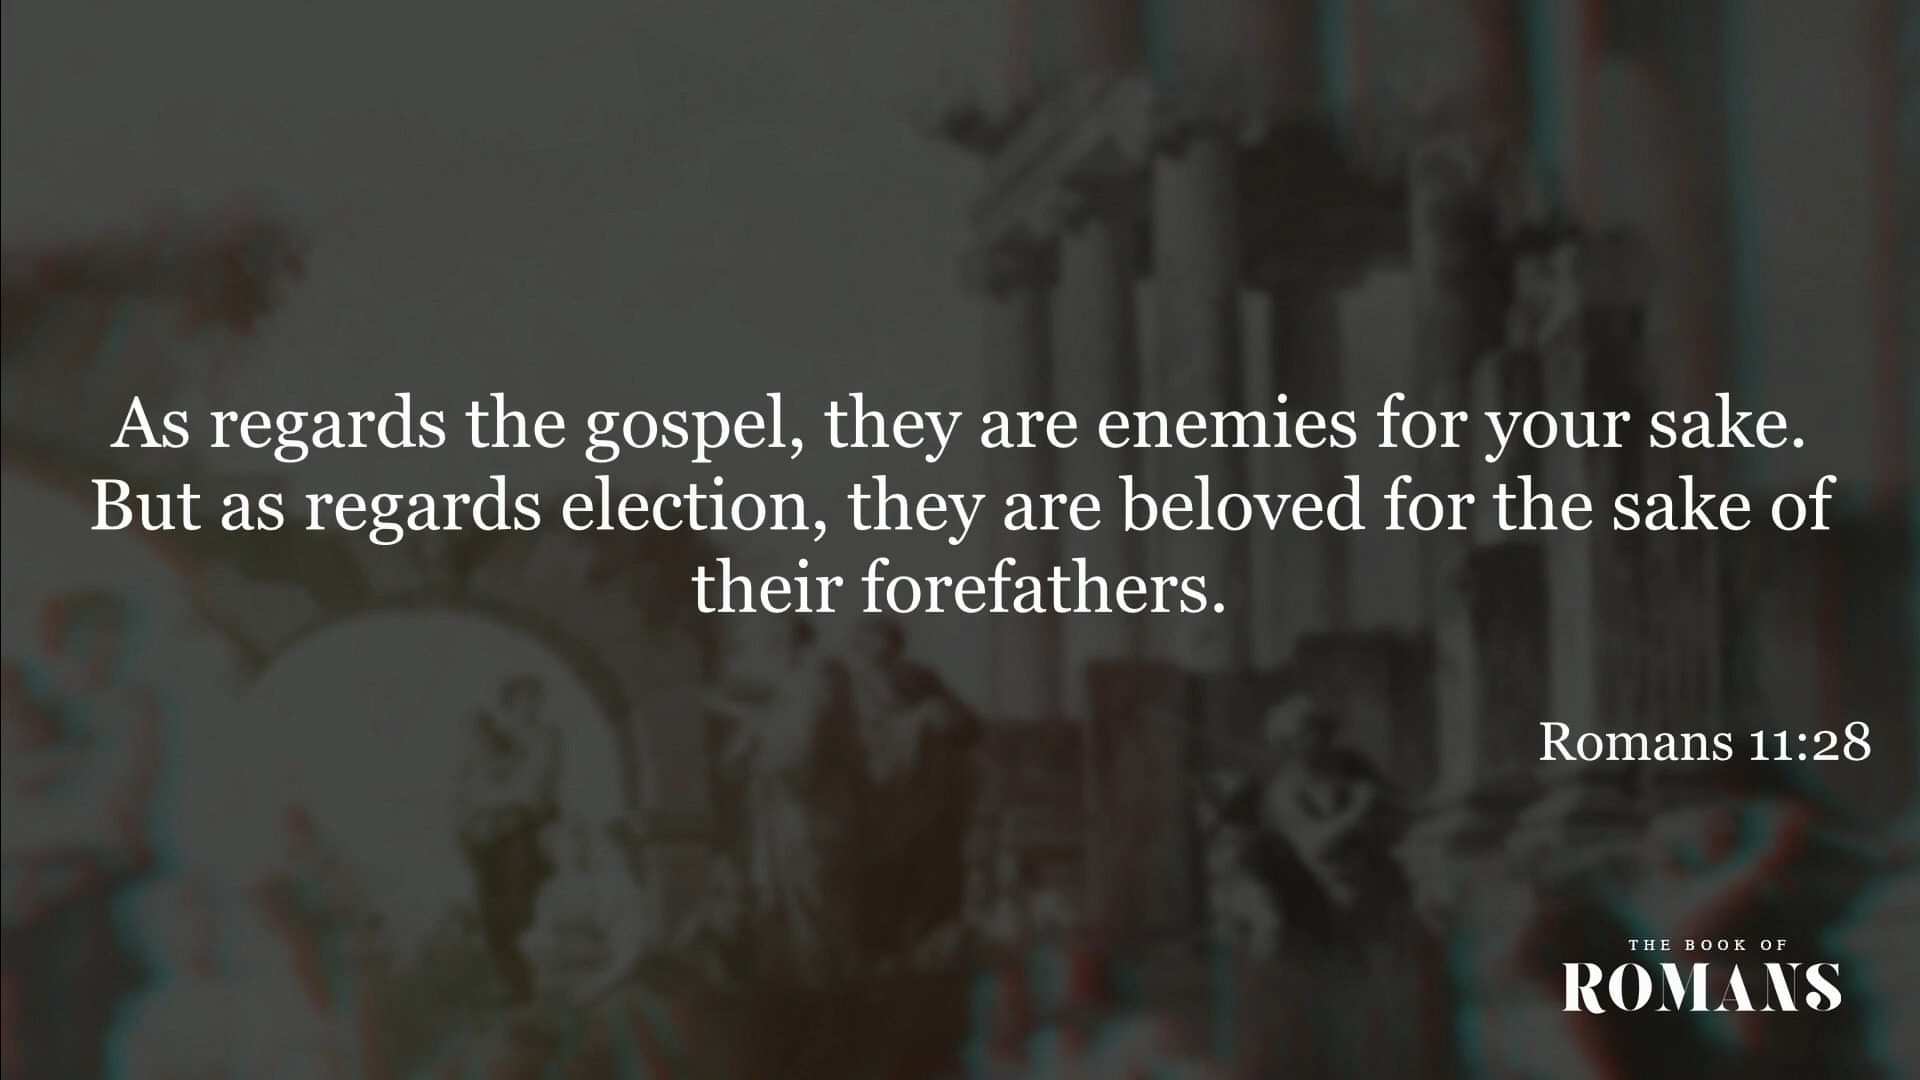 As regards the gospel, they are enemies for your sake.
But as regards election, they are beloved for the sake of
their forefathers.
Romans 11:28
THE BOOK OF
ROMANS